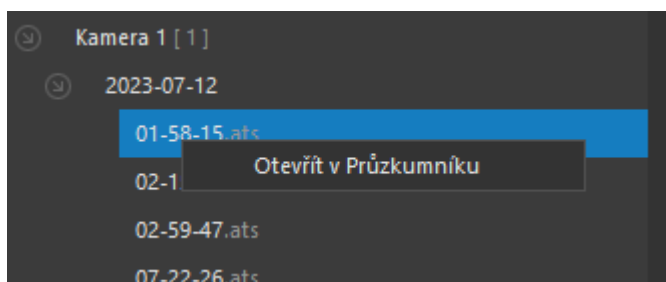 Kamera 1 [ 1 ]
2023-07-12
01-58-15.ats
Otevřít v Průzkumníku
02-1
02-59-47.ats
07-22-26.ats